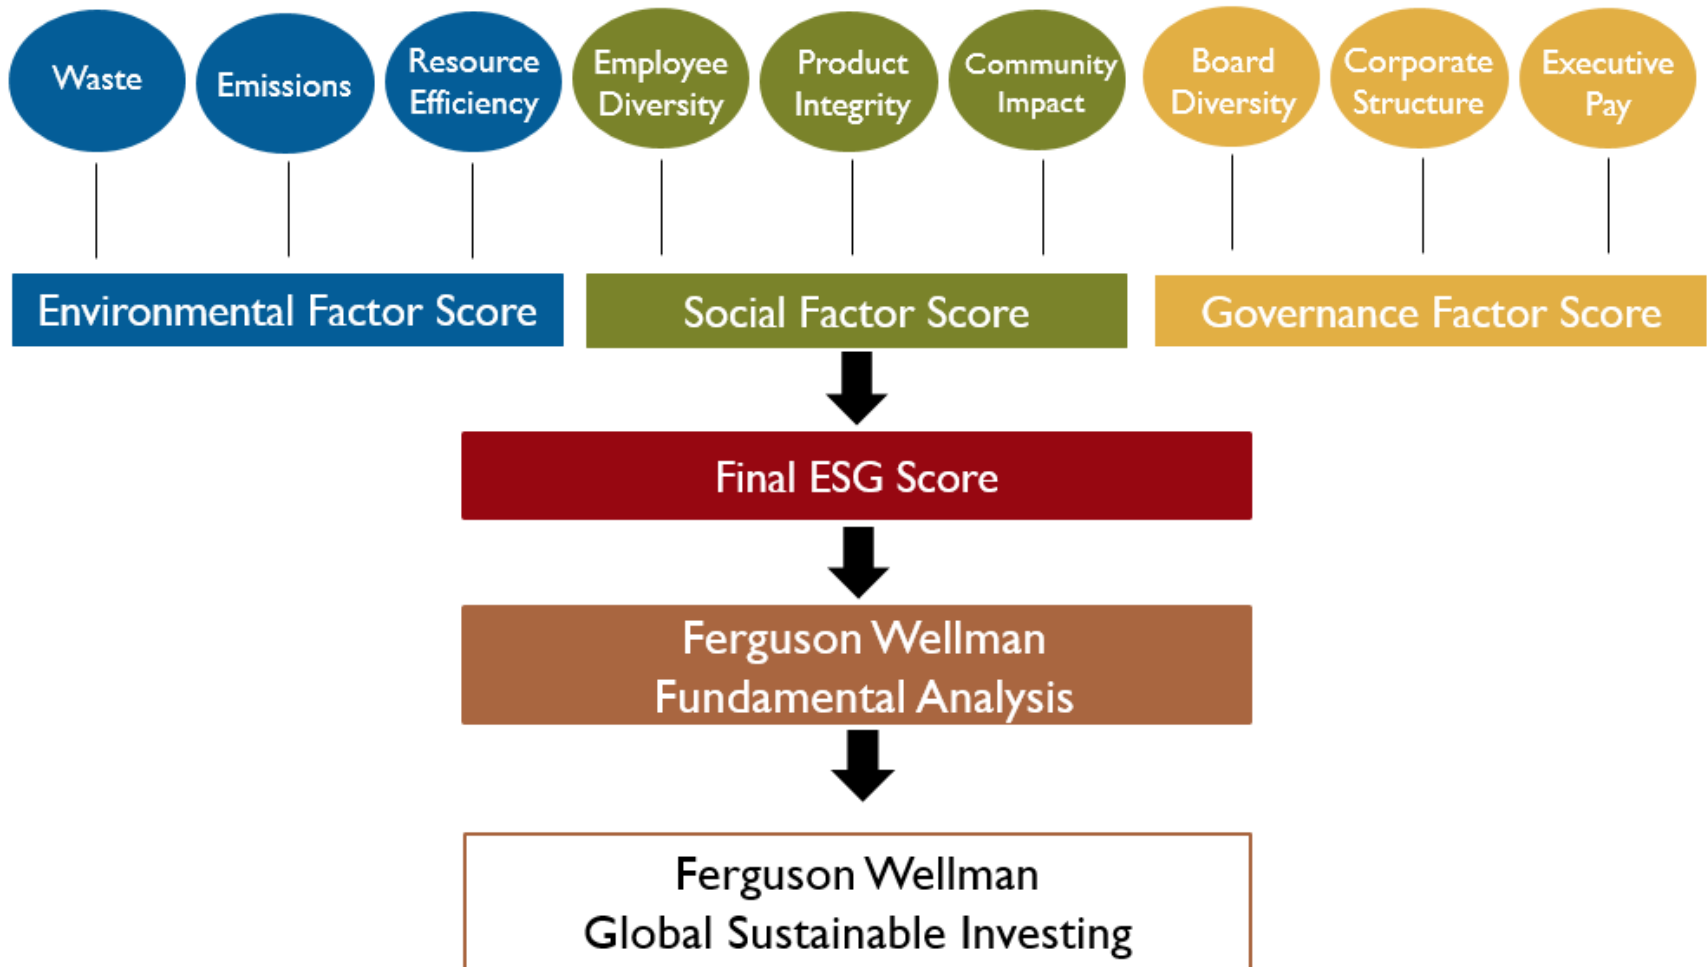 Waste
Emissions
Resource
Efficiency
Employee
Diversity
Product
Integrity
Community
Impact
Board
Diversity
Corporate
Structure
Executive
Pay
Environmental Factor Score
Social Factor Score
Governance Factor Score
Final ESG Score
Ferguson Wellman
Fundamental Analysis
Ferguson Wellman
Global Sustainable Investing